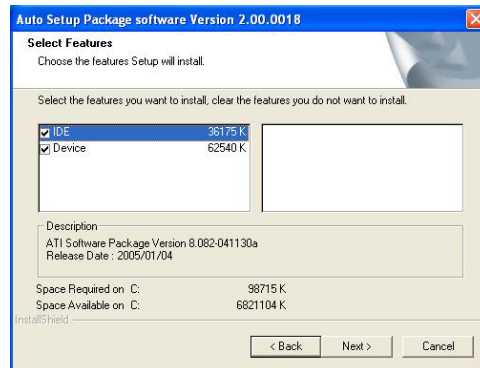 Auto Setup Package software Version 2.00.0018
Select Features
Choose the features Setup will install.
Select the features you want to install, clear the features you do not want to install.
IDE 36175 K
Device 62540 K
Description
ATI Software Package Version 8.082-041130a
Release Date : 2005/01/04
Space Required on C: 98715 K
Space Available on C: 6821104 K
InstallShield
< Back Next > Cancel